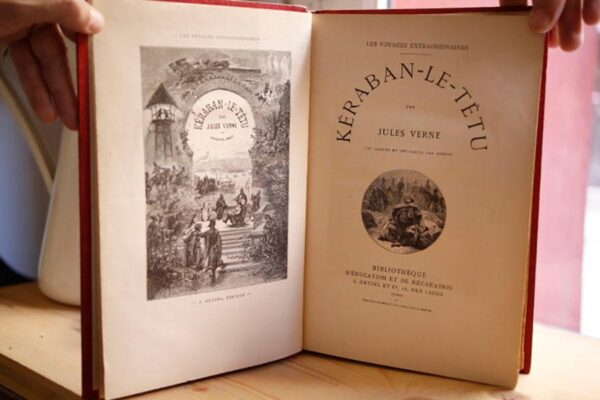 — LES VOYAGES EXTRAORDINAIRES —
KÉRABAN-LE-TÊTU
PAR
JULES VERNE
— J. HETZEL, ÉDITEUR —
LES VOYAGES EXTRAORDINAIRES
KÉRABAN-LE-TÊTU
PAR
JULES VERNE
BIBLIOTHÈQUE
D'ÉDUCATION ET DE RÉCRÉATION
J. HETZEL ET Cie, 18, RUE JACOB
PARIS